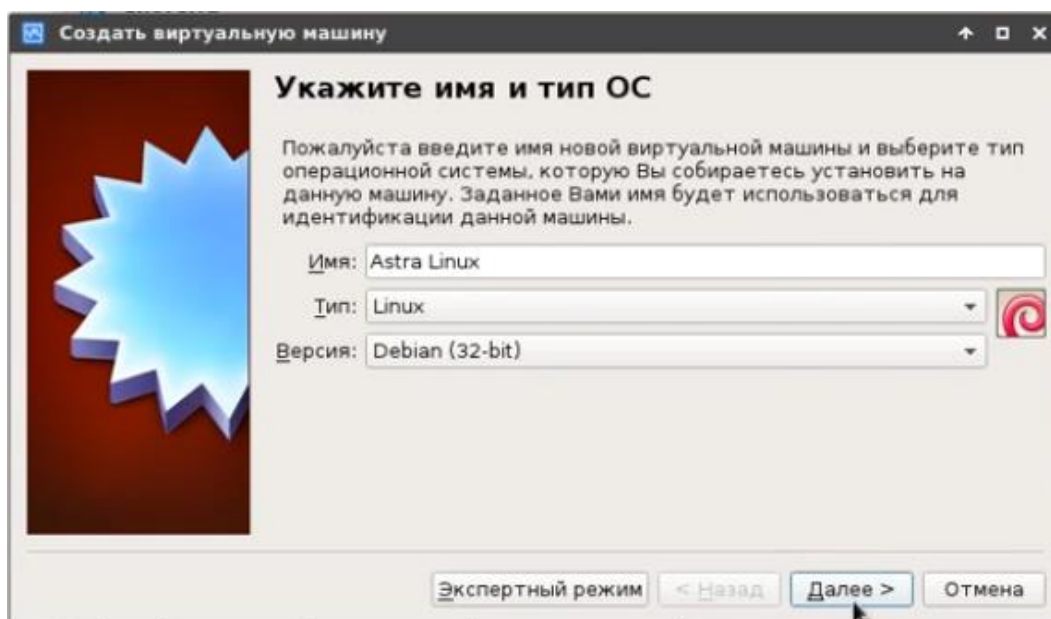 Создать виртуальную машину
Укажите имя и тип ОС
Пожалуйста введите имя новой виртуальной машины и выберите тип
операционной системы, которую Вы собираетесь установить на
данную машину. Заданное Вами имя будет использоваться для
идентификации данной машины.
Имя: Astra Linux
Тип: Linux
Версия: Debian (32-bit)
Экспертный режим < Назад Далее > Отмена